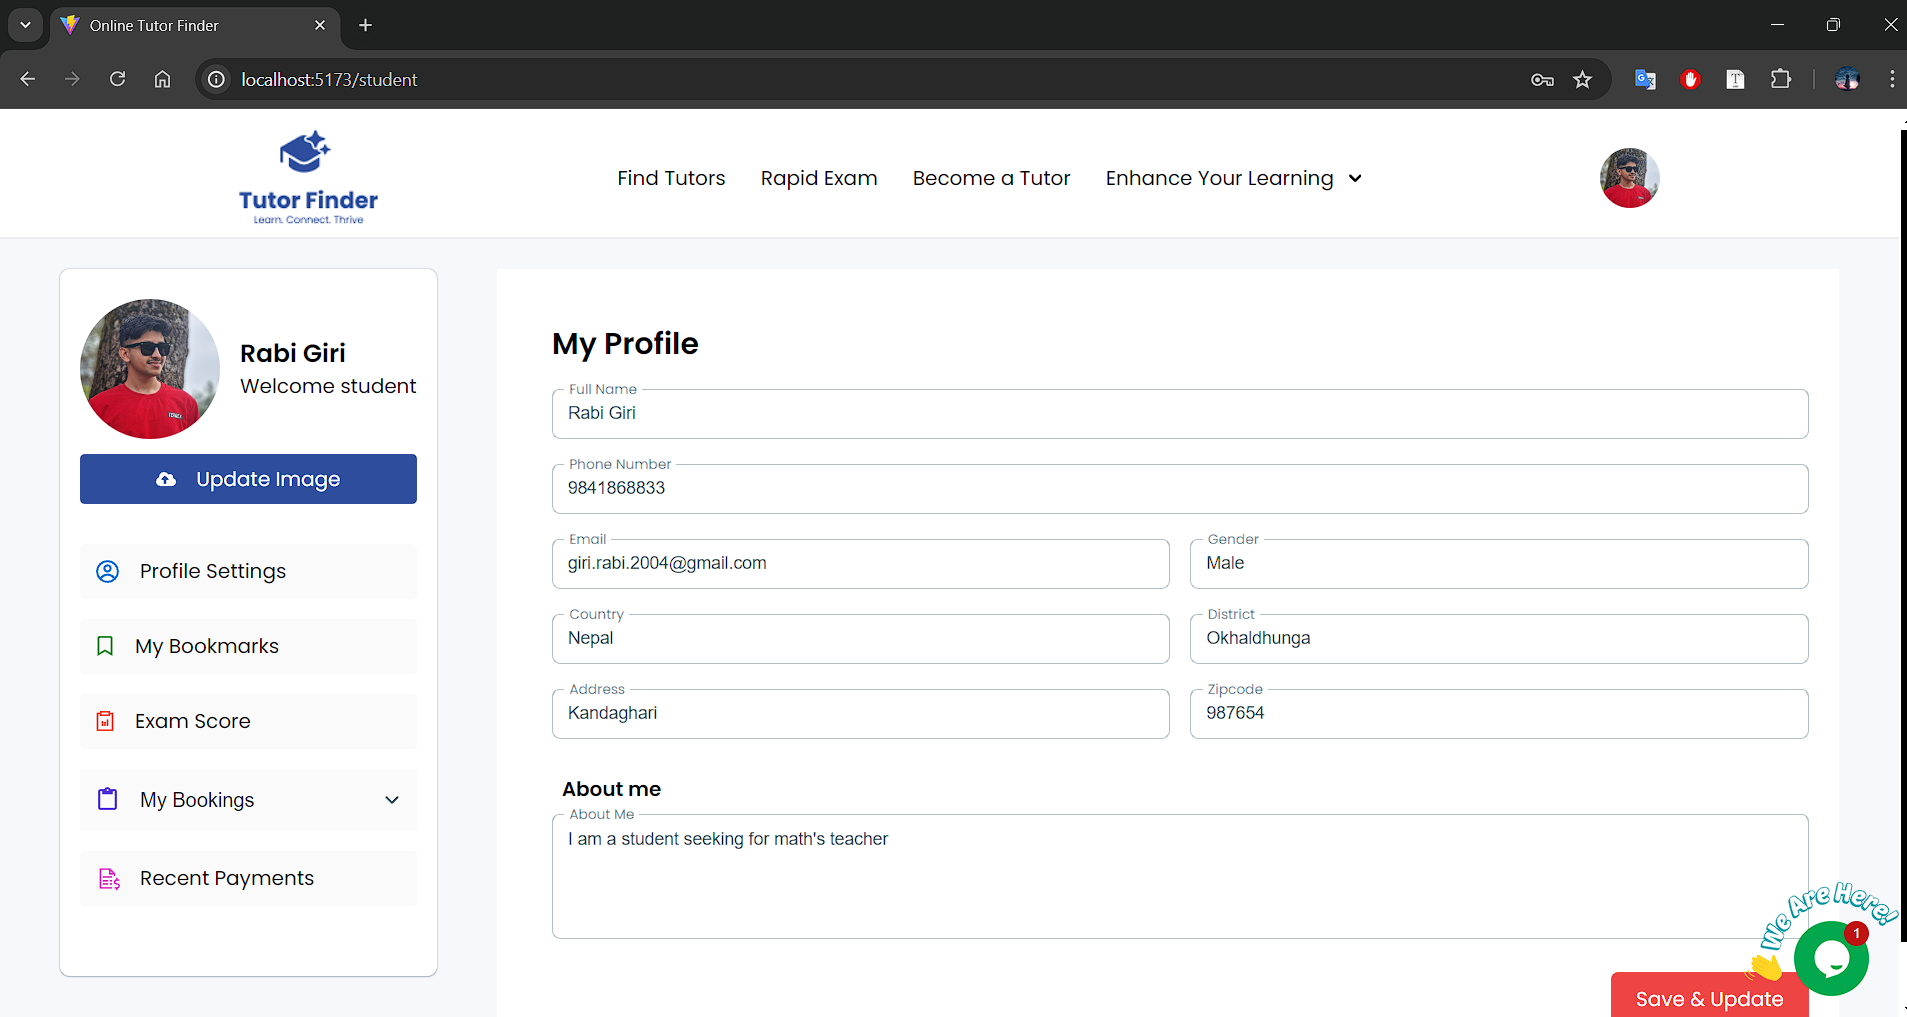 Online Tutor Finder
localhost:5173/student
Tutor Finder
Learn. Connect. Thrive
Find Tutors
Rapid Exam
Become a Tutor
Enhance Your Learning
Rabi Giri
Welcome student
Update Image
Profile Settings
My Bookmarks
Exam Score
My Bookings
Recent Payments
My Profile
Full Name
Rabi Giri
Phone Number
9841868833
Email
giri.rabi.2004@gmail.com
Gender
Male
Country
Nepal
District
Okhaldhunga
Address
Kandaghari
Zipcode
987654
About me
About Me
I am a student seeking for math's teacher
We Are Here!
1
Save & Update